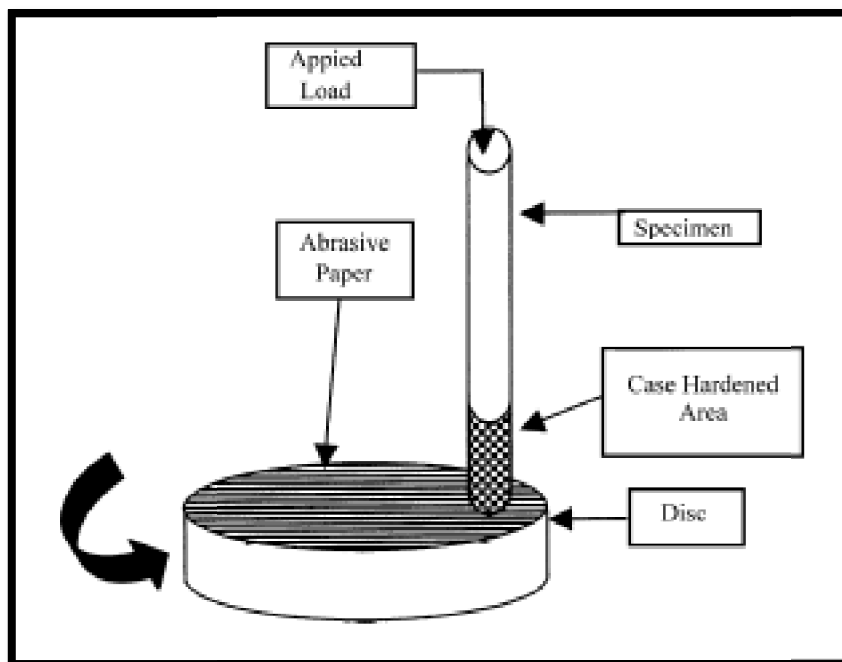 Appied
Load
Specimen
Abrasive
Paper
Case Hardened
Area
Disc